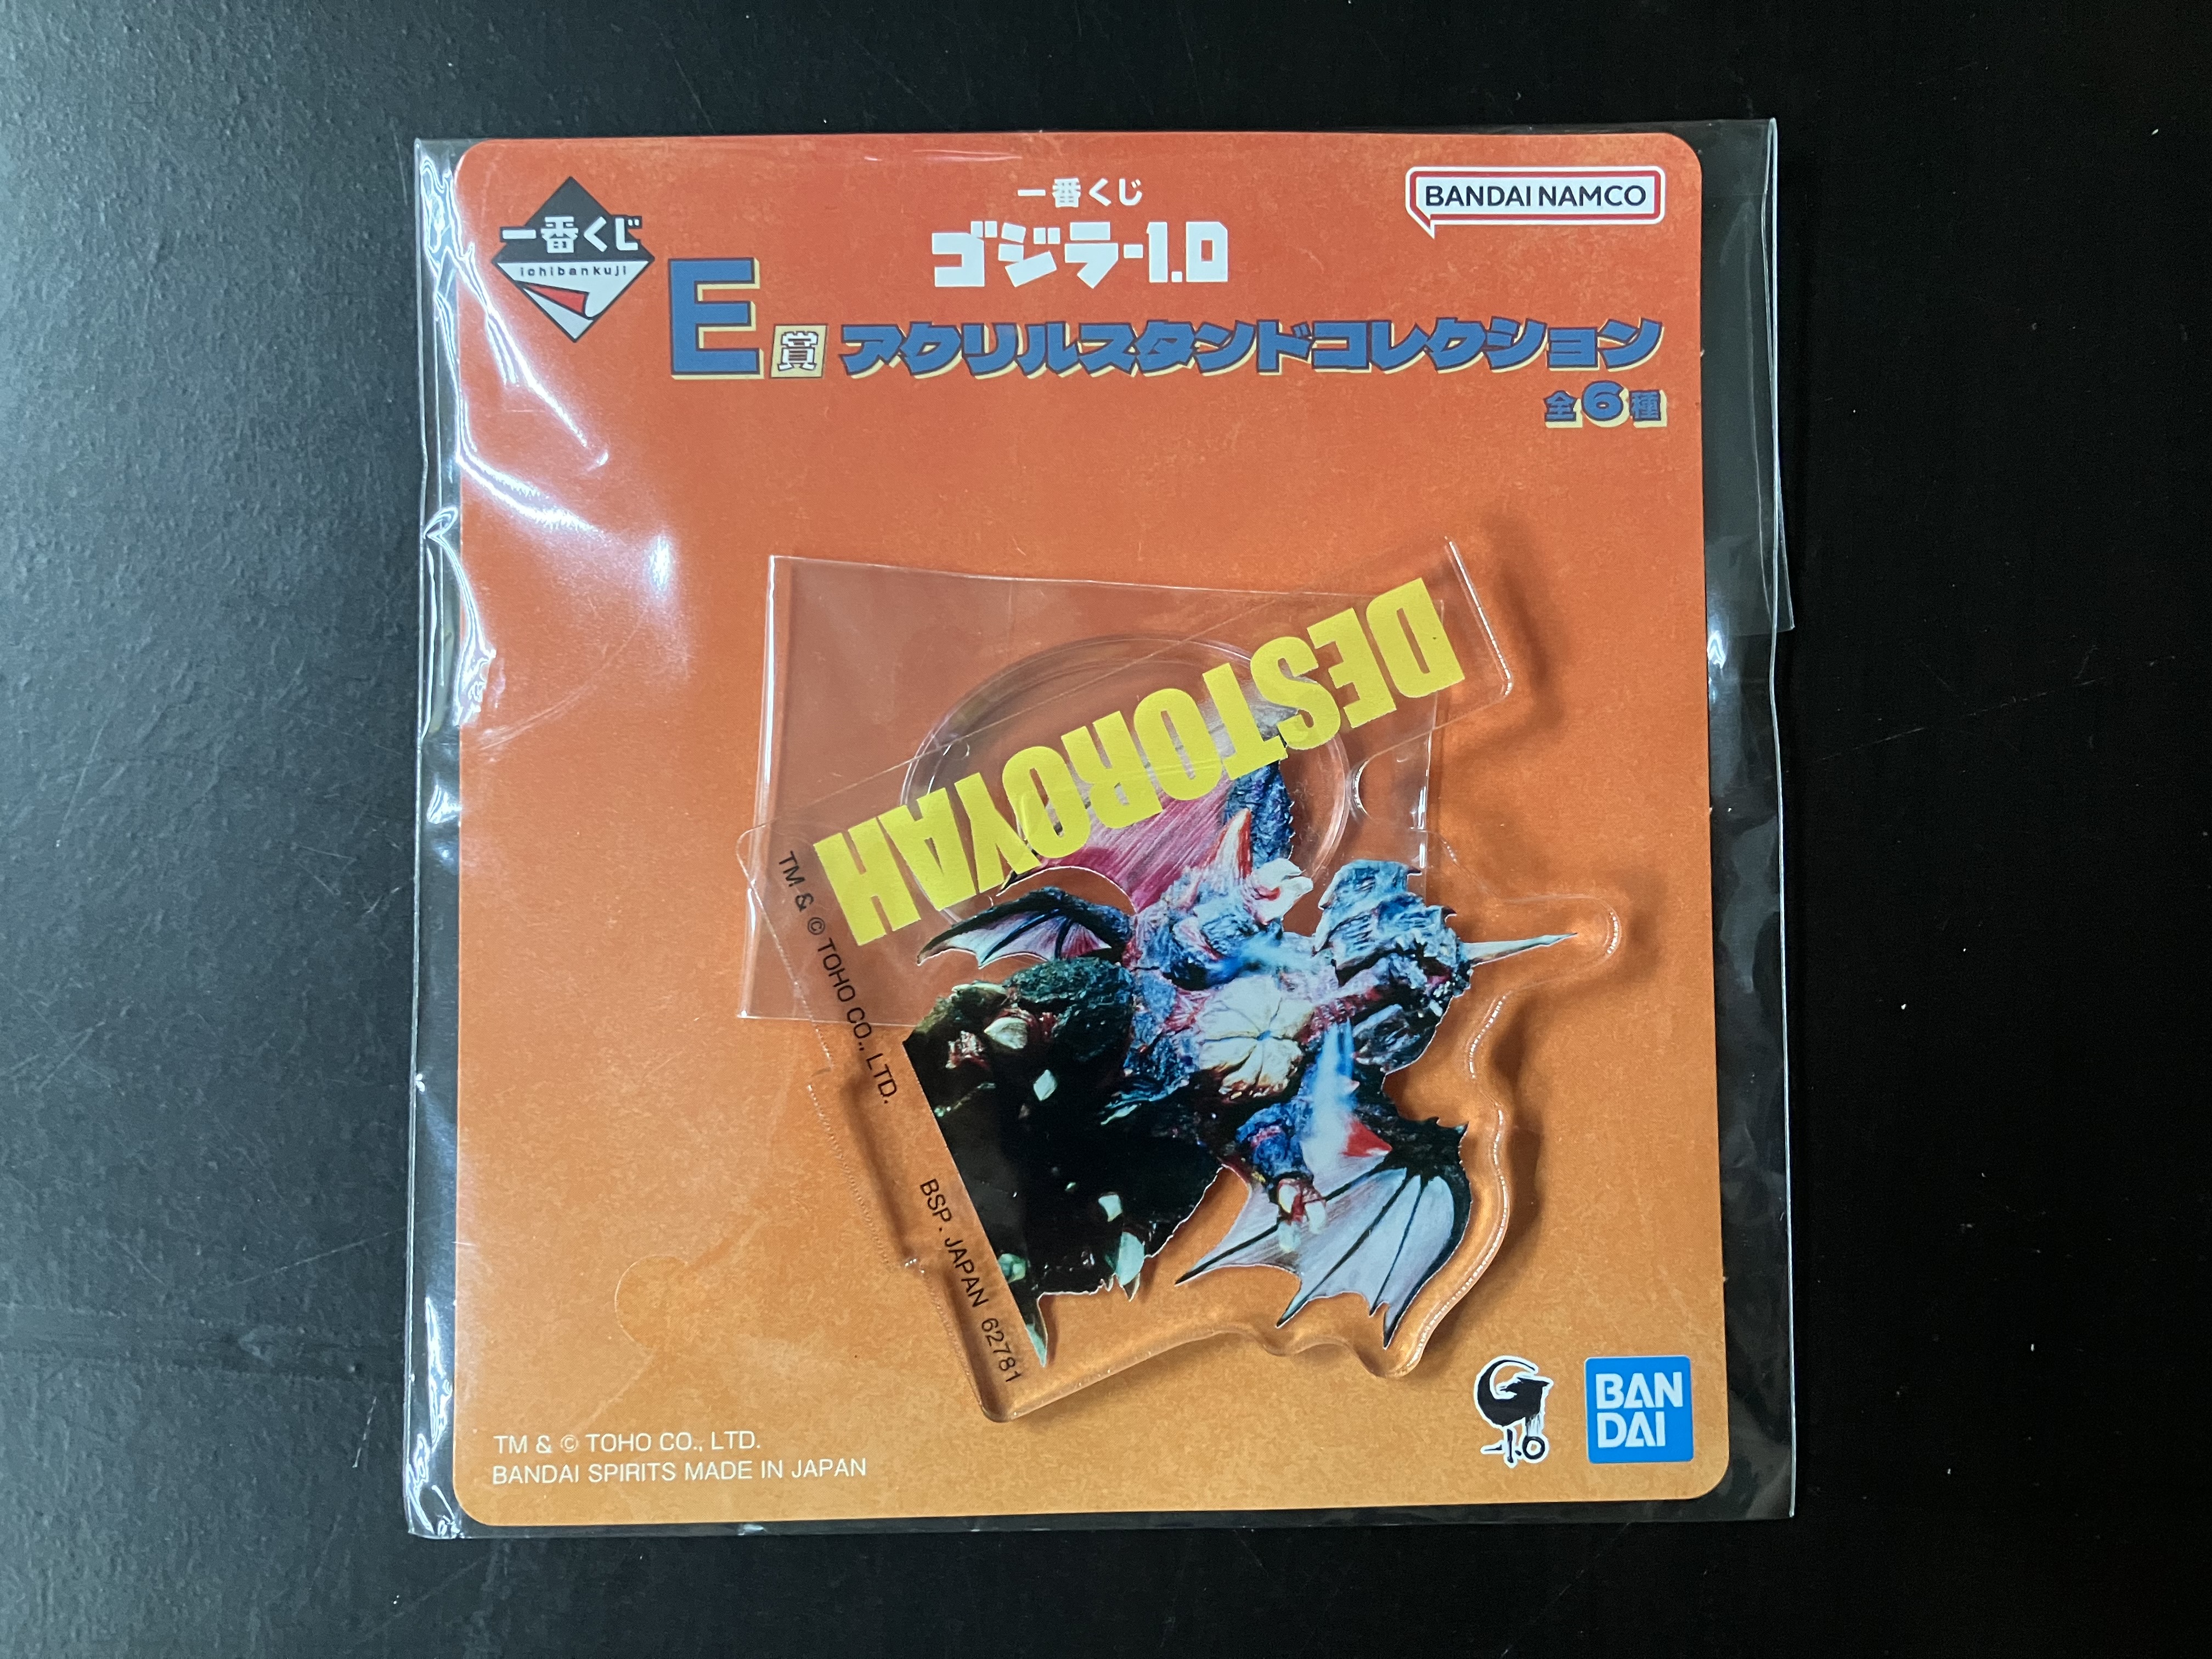 一番くじ
ichibankuji
一番くじ
ゴジラ-1.0
BANDAI NAMCO
E賞 アクリルスタンドコレクション
全6種
DESTOROYAH
TM & © TOHO CO., LTD.
BSP. JAPAN 62781
TM & © TOHO CO., LTD.
BANDAI SPIRITS MADE IN JAPAN
-1.0
BAN
DAI